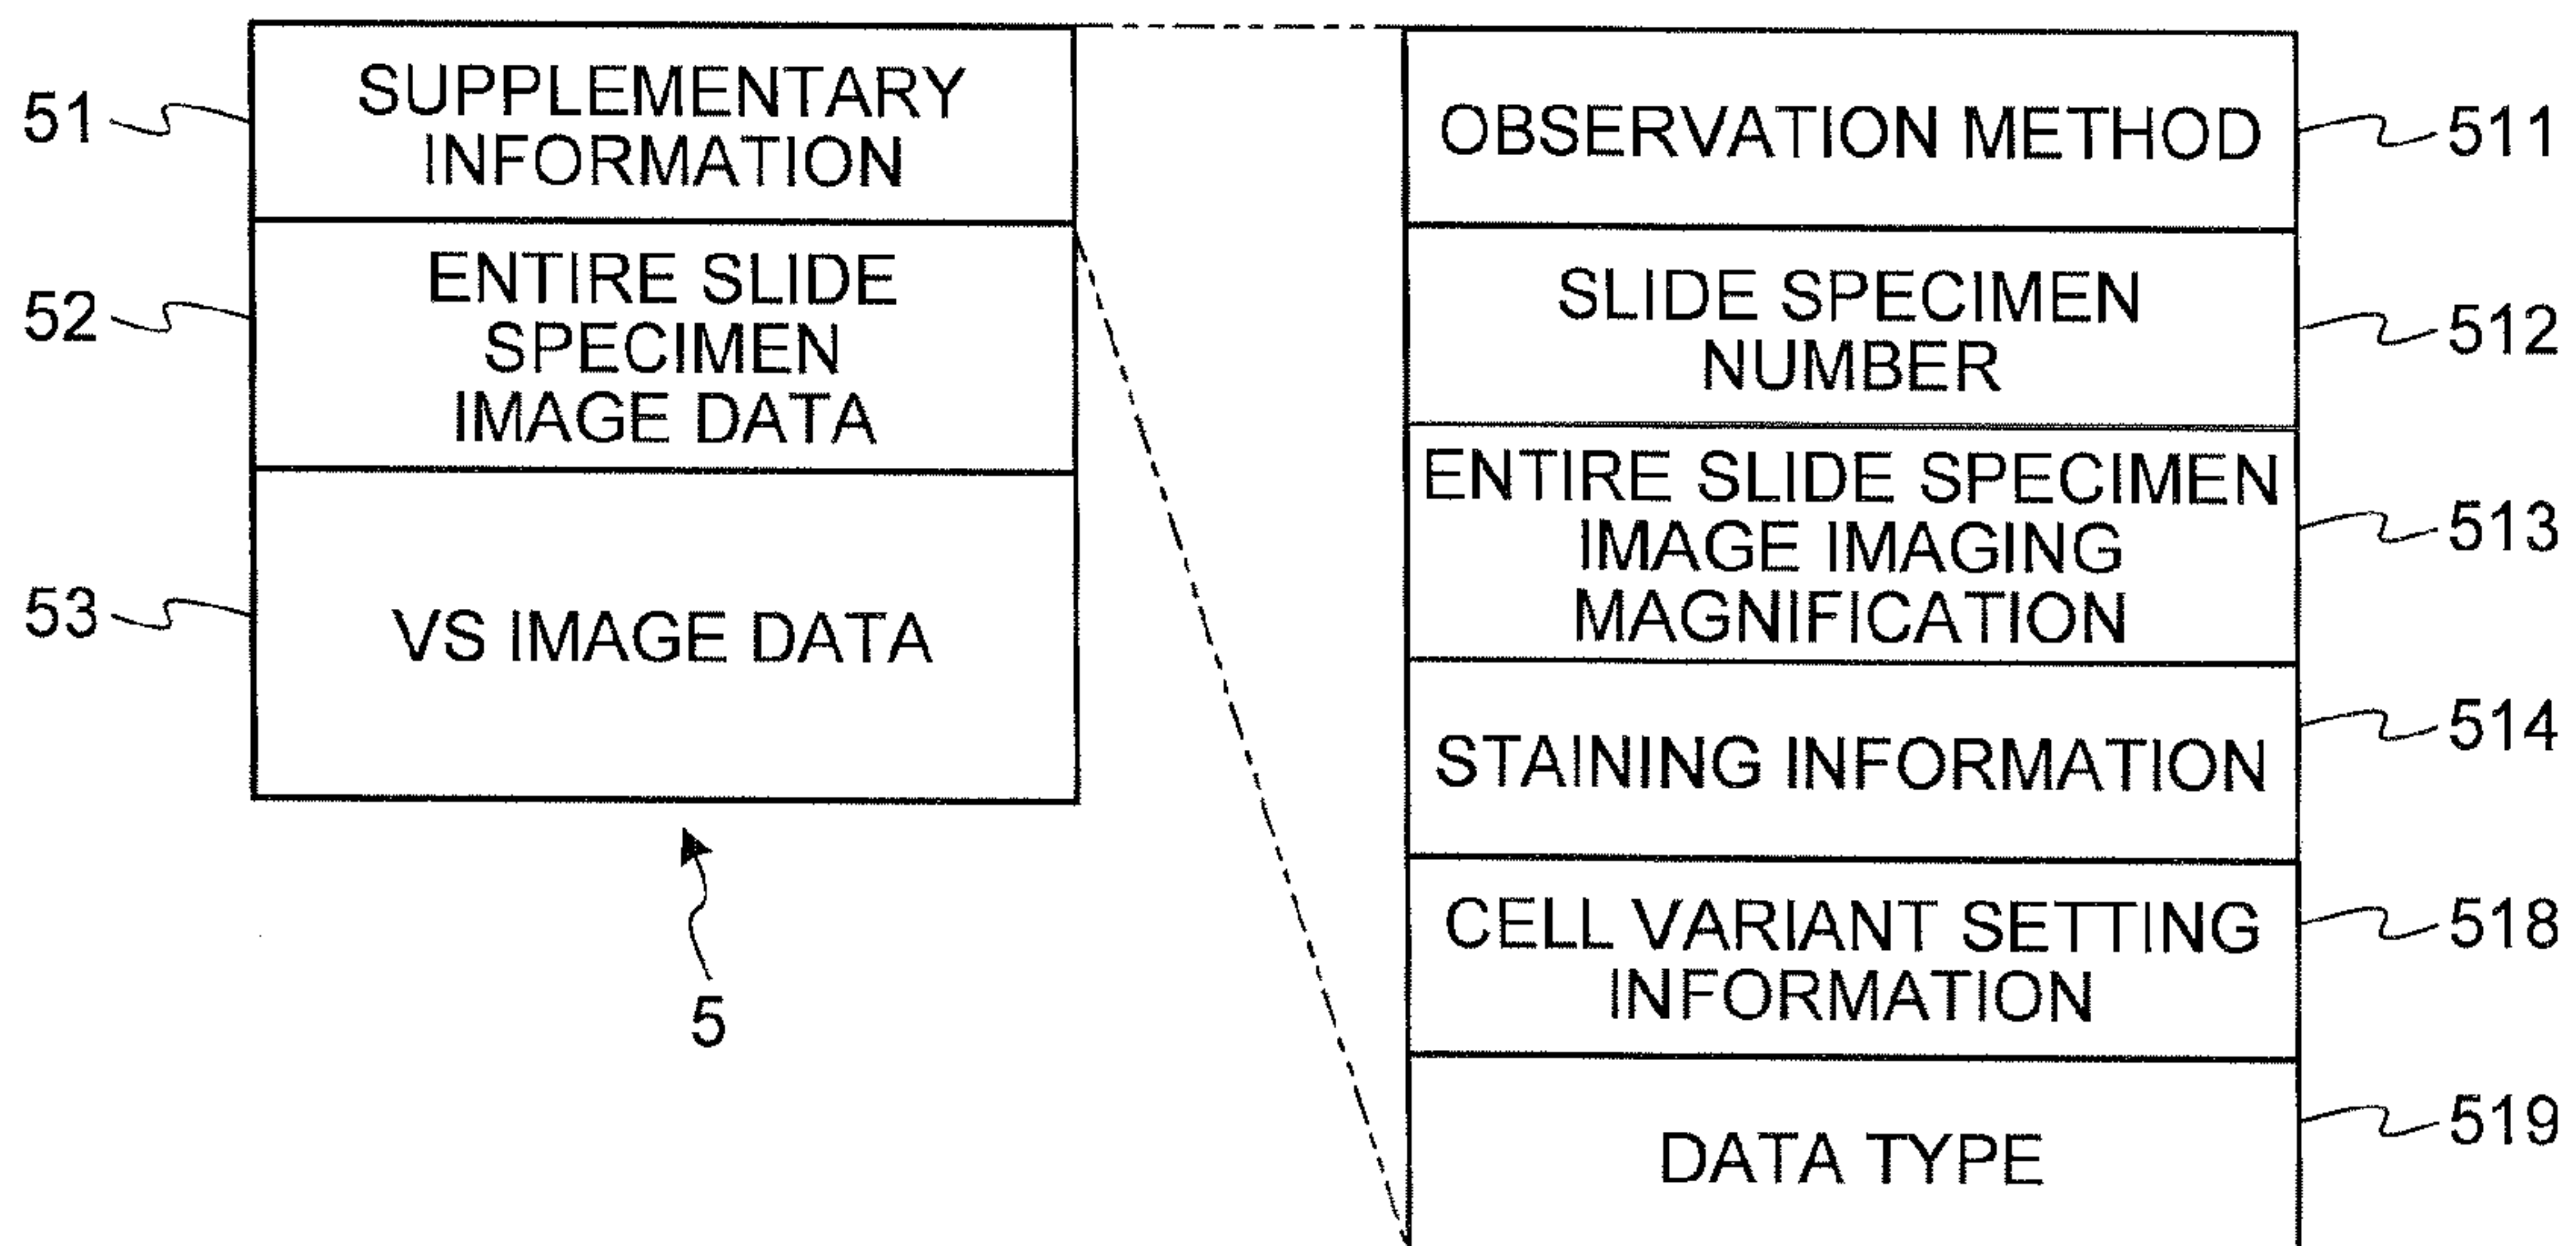 51
SUPPLEMENTARY
INFORMATION
52
ENTIRE SLIDE
SPECIMEN
IMAGE DATA
53
VS IMAGE DATA
5
OBSERVATION METHOD
511
SLIDE SPECIMEN
NUMBER
512
ENTIRE SLIDE SPECIMEN
IMAGE IMAGING
MAGNIFICATION
513
STAINING INFORMATION
514
CELL VARIANT SETTING
INFORMATION
518
DATA TYPE
519